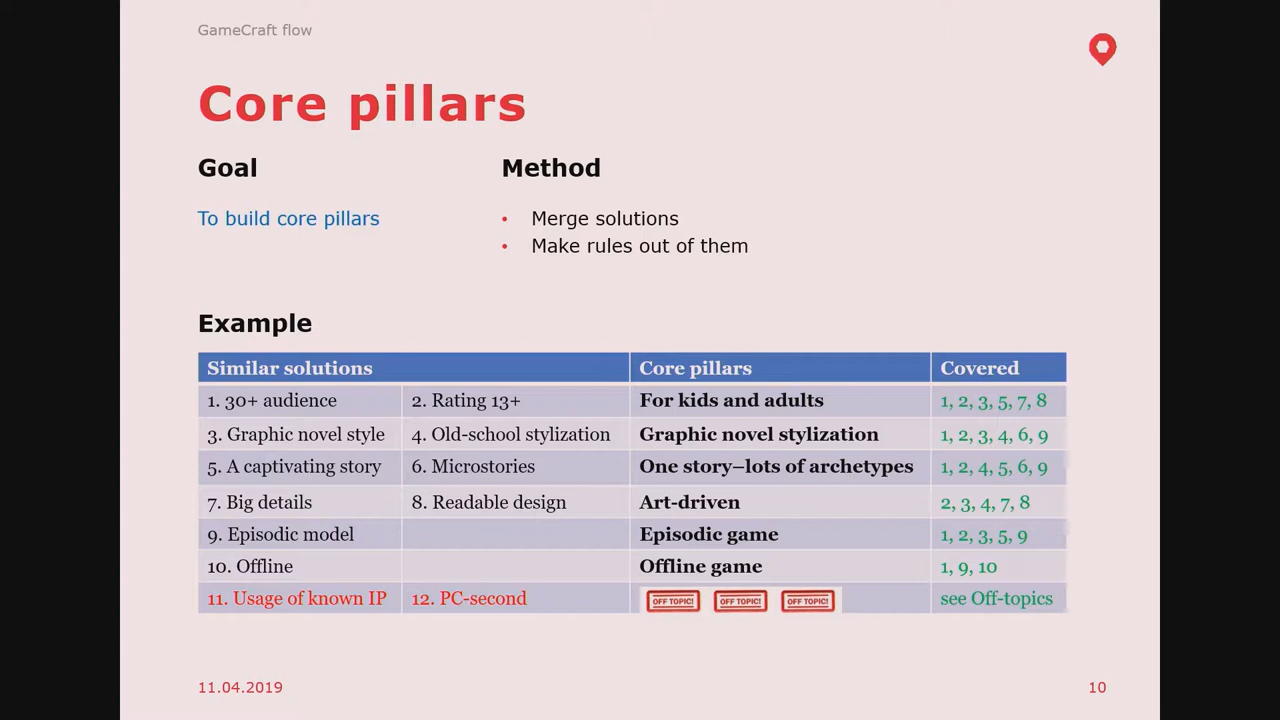 GameCraft flow
Core pillars
Goal
To build core pillars
Method
• Merge solutions
• Make rules out of them
Example
Similar solutions Core pillars Covered
1. 30+ audience 2. Rating 13+ For kids and adults 1, 2, 3, 5, 7, 8
3. Graphic novel style 4. Old-school stylization Graphic novel stylization 1, 2, 3, 4, 6, 9
5. A captivating story 6. Microstories One story–lots of archetypes 1, 2, 4, 5, 6, 9
7. Big details 8. Readable design Art-driven 2, 3, 4, 7, 8
9. Episodic model Episodic game 1, 2, 3, 5, 9
10. Offline Offline game 1, 9, 10
11. Usage of known IP 12. PC-second OFF TOPIC! OFF TOPIC! OFF TOPIC! see Off-topics
11.04.2019 10